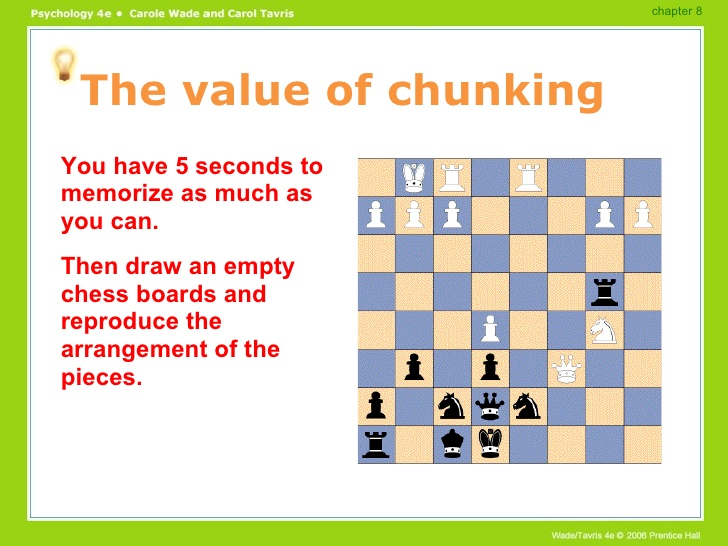 Psychology 4e ● Carole Wade and Carol Tavris
chapter 8
The value of chunking
You have 5 seconds to
memorize as much as
you can.
Then draw an empty
chess boards and
reproduce the
arrangement of the
pieces.
Wade/Tavris 4e © 2006 Prentice Hall